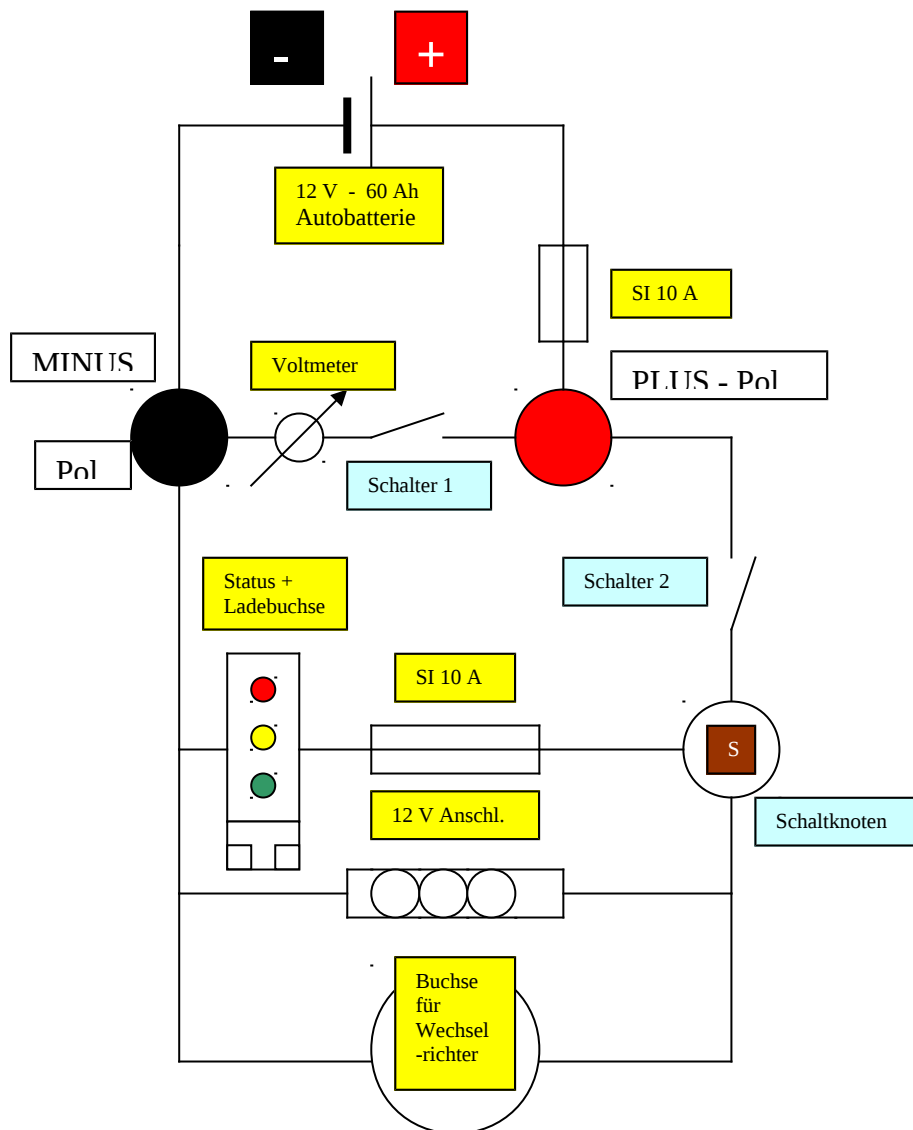 - +
12 V - 60 Ah
Autobatterie
SI 10 A
MINUS
Voltmeter
PLUS - Pol
Pol
Schalter 1
Status +
Ladebuchse
Schalter 2
SI 10 A
S
12 V Anschl.
Schaltknoten
Buchse
für
Wechsel
-richter